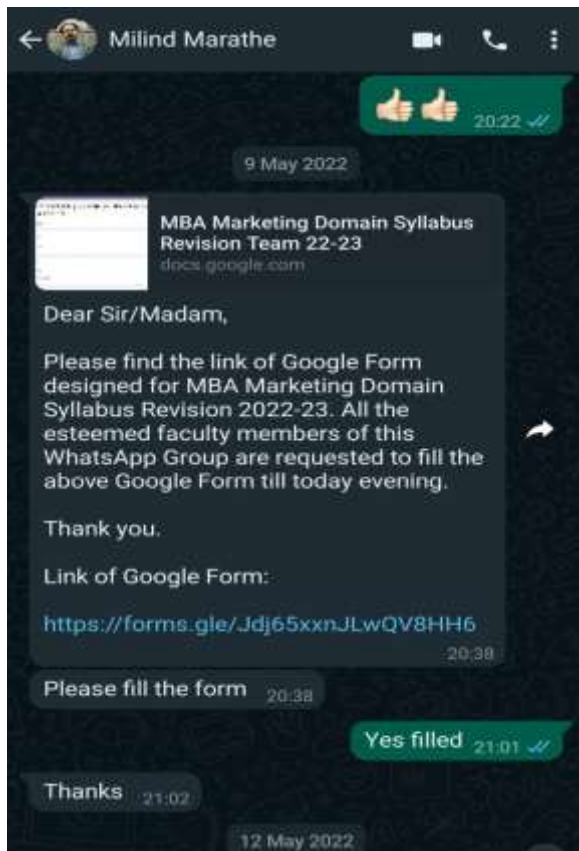 Milind Marathe
20:22
9 May 2022
MBA Marketing Domain Syllabus
Revision Team 22-23
docs.google.com
Dear Sir/Madam,
Please find the link of Google Form
designed for MBA Marketing Domain
Syllabus Revision 2022-23. All the
esteemed faculty members of this
WhatsApp Group are requested to fill the
above Google Form till today evening.
Thank you.
Link of Google Form:
https://forms.gle/Jdj65xxnJLwQV8HH6
20:38
Please fill the form 20:38
Yes filled 21:01
Thanks 21:02
12 May 2022